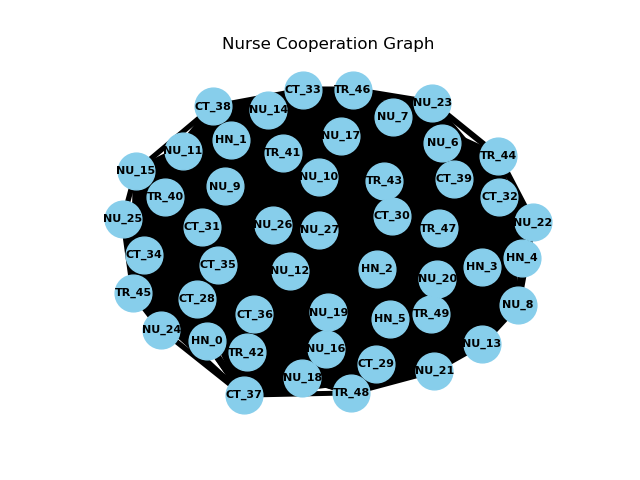 Nurse Cooperation Graph
CT_33
TR_46
CT_38
NU_14
NU_23
NU_7
HN_1
NU_17
NU_6
NU_11
TR_41
TR_44
NU_15
NU_10
TR_43
CT_39
NU_9
TR_40
CT_32
NU_25
CT_31
NU_26
NU_27
CT_30
TR_47
NU_22
CT_34
CT_35
NU_12
HN_2
NU_20
HN_3
HN_4
TR_45
CT_28
CT_36
NU_19
HN_5
TR_49
NU_8
NU_24
HN_0
TR_42
NU_16
CT_29
NU_13
NU_18
NU_21
CT_37
TR_48